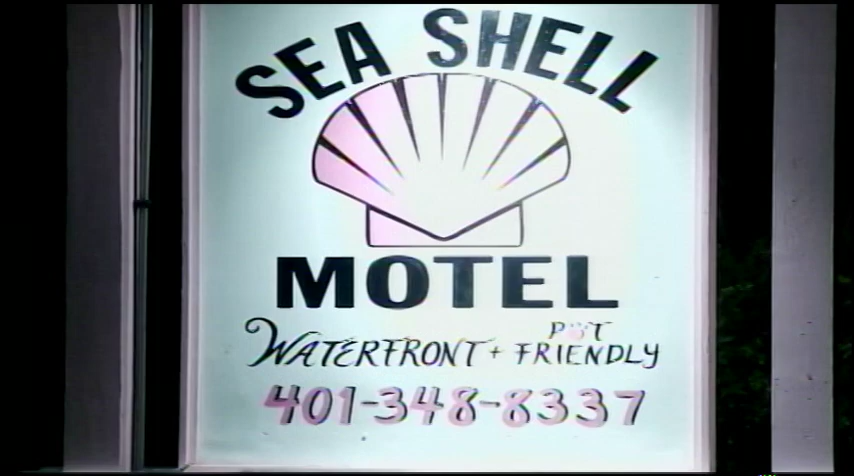 SEA SHELL
MOTEL
WATERFRONT + PET FRIENDLY
401-348-8337